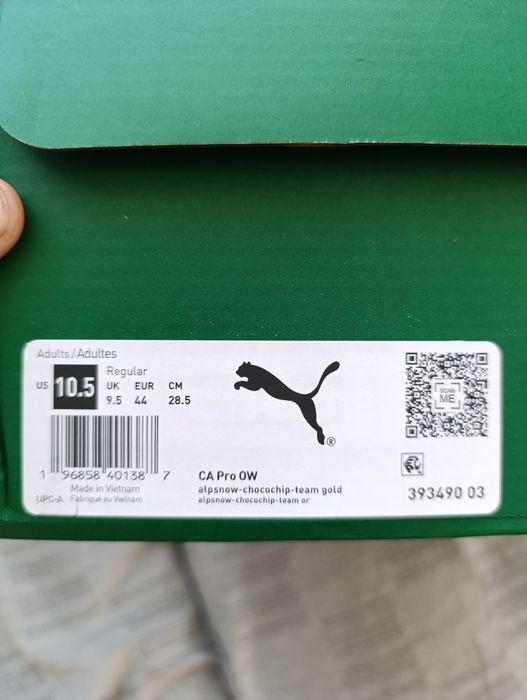 Adults/Adultes
Regular
US 10.5 UK EUR CM
9.5 44 28.5
SCAN
ME
®
1 96858 40138 7
Made in Vietnam
UPC-A Fabriqué au Vietnam
CA Pro OW
alpsnow-chocochip-team gold
alpsnow-chocochip-team or
393490 03